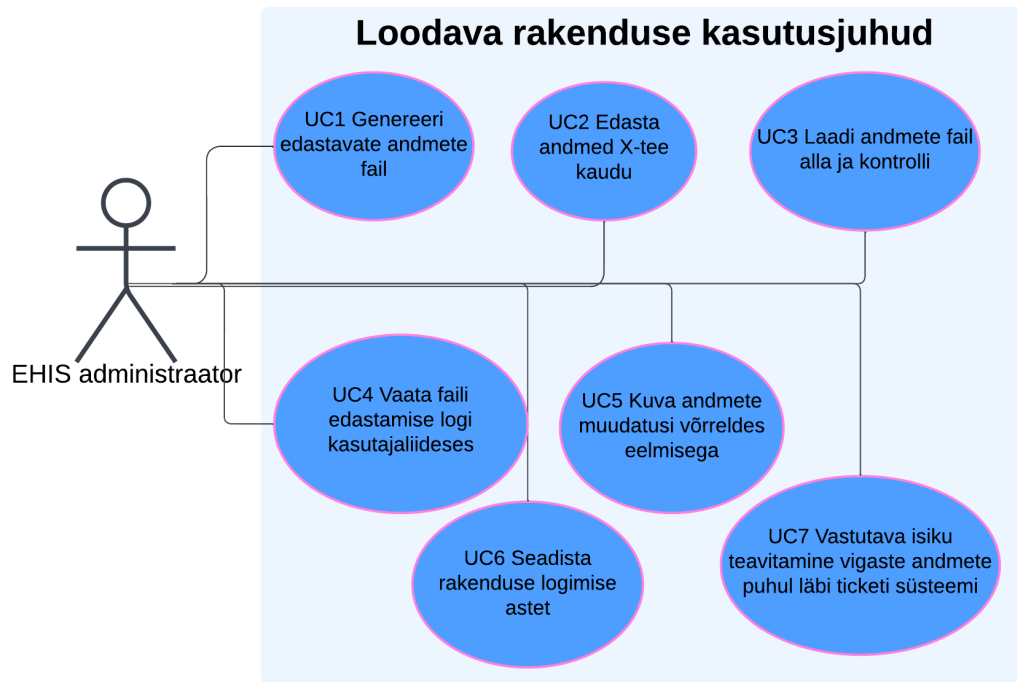 Loodava rakenduse kasutusjuhud
UC1 Genereeri
edastavate andmete
fail
UC2 Edasta
andmed X-tee
kaudu
UC3 Laadi andmete fail
alla ja kontrolli
EHIS administraator
UC4 Vaata faili
edastamise logi
kasutajaliideses
UC5 Kuva andmete
muudatusi võrreldes
eelmisega
UC6 Seadista
rakenduse logimise
astet
UC7 Vastutava isiku
teavitamine vigaste andmete
puhul läbi ticketi süsteemi